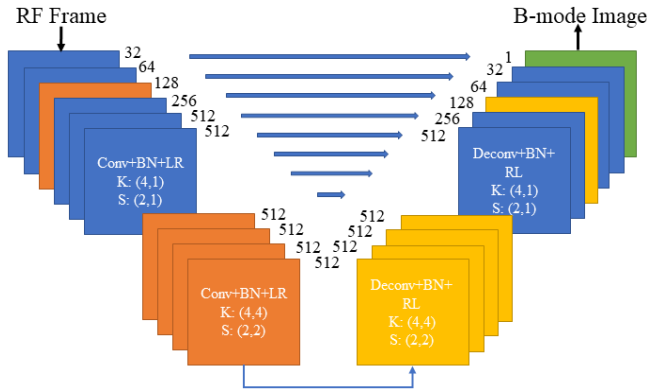 RF Frame
B-mode Image
32
64
128
256
512
512
1
32
64
128
256
512
Conv+BN+LR
K: (4,1)
S: (2,1)
Deconv+BN+
RL
K: (4,1)
S: (2,1)
512
512
512
512
512
512
512
512
Conv+BN+LR
K: (4,4)
S: (2,2)
Deconv+BN+
RL
K: (4,4)
S: (2,2)